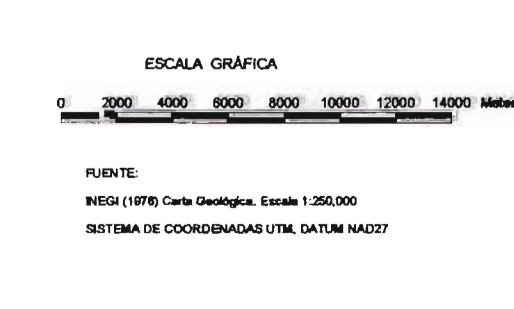 ESCALA GRÁFICA
0 2000 4000 6000 8000 10000 12000 14000 Metes
FUENTE:
INEGI (1976) Carta Geológica. Escala 1:250,000
SISTEMA DE COORDENADAS UTM, DATUM NAD27